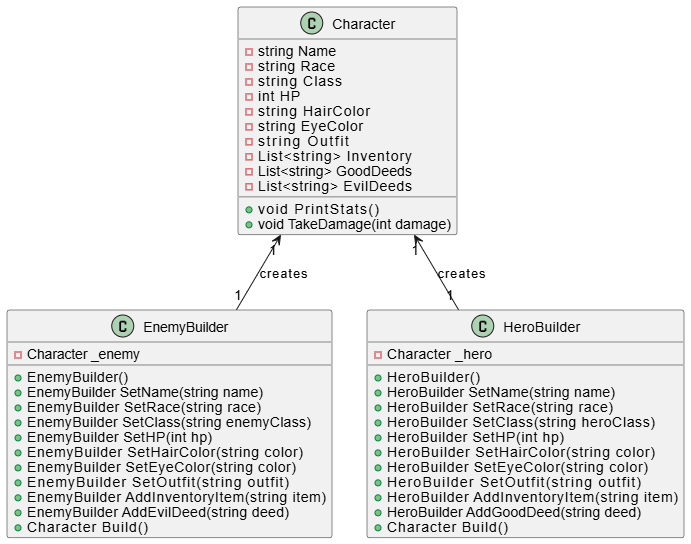 C Character
string Name
string Race
string Class
int HP
string HairColor
string EyeColor
string Outfit
List<string> Inventory
List<string> GoodDeeds
List<string> EvilDeeds
void PrintStats()
void TakeDamage(int damage)
1
1
creates
creates
1
1
C EnemyBuilder
Character _enemy
EnemyBuilder()
EnemyBuilder SetName(string name)
EnemyBuilder SetRace(string race)
EnemyBuilder SetClass(string enemyClass)
EnemyBuilder SetHP(int hp)
EnemyBuilder SetHairColor(string color)
EnemyBuilder SetEyeColor(string color)
EnemyBuilder SetOutfit(string outfit)
EnemyBuilder AddInventoryItem(string item)
EnemyBuilder AddEvilDeed(string deed)
Character Build()
C HeroBuilder
Character _hero
HeroBuilder()
HeroBuilder SetName(string name)
HeroBuilder SetRace(string race)
HeroBuilder SetClass(string heroClass)
HeroBuilder SetHP(int hp)
HeroBuilder SetHairColor(string color)
HeroBuilder SetEyeColor(string color)
HeroBuilder SetOutfit(string outfit)
HeroBuilder AddInventoryItem(string item)
HeroBuilder AddGoodDeed(string deed)
Character Build()